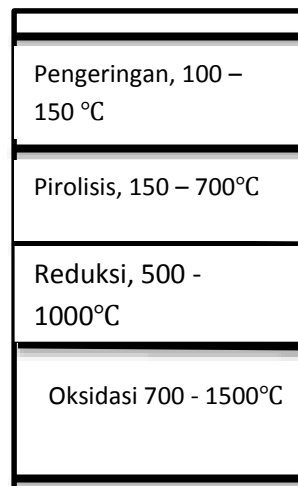 Pengeringan, 100 –
150 ℃
Pirolisis, 150 – 700℃
Reduksi, 500 -
1000℃
Oksidasi 700 - 1500℃